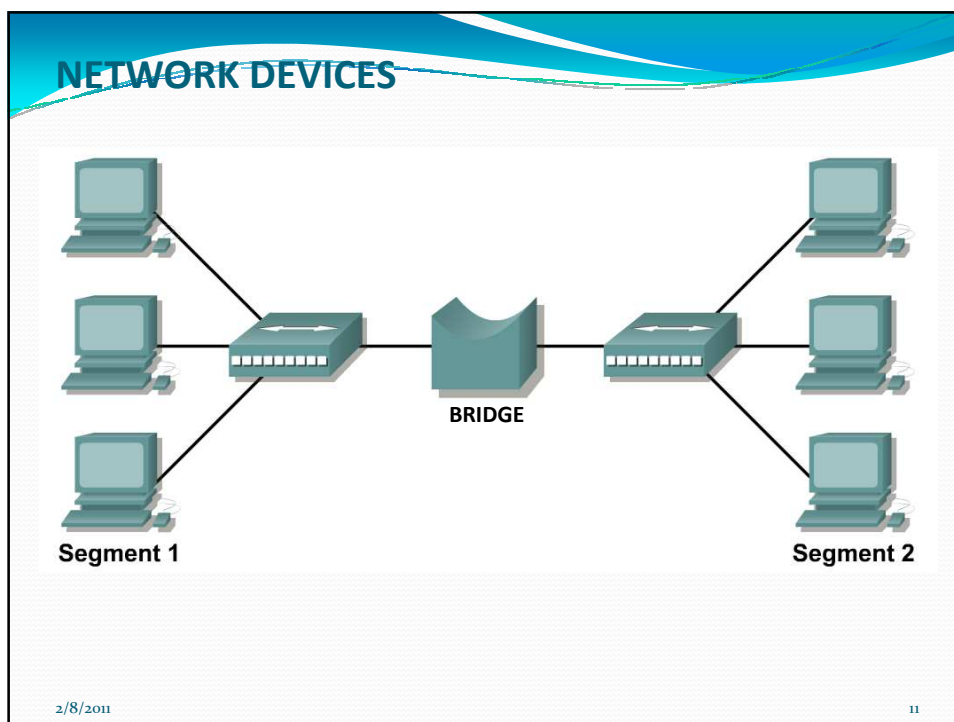 NETWORK DEVICES
BRIDGE
Segment 1
Segment 2
2/8/2011
11